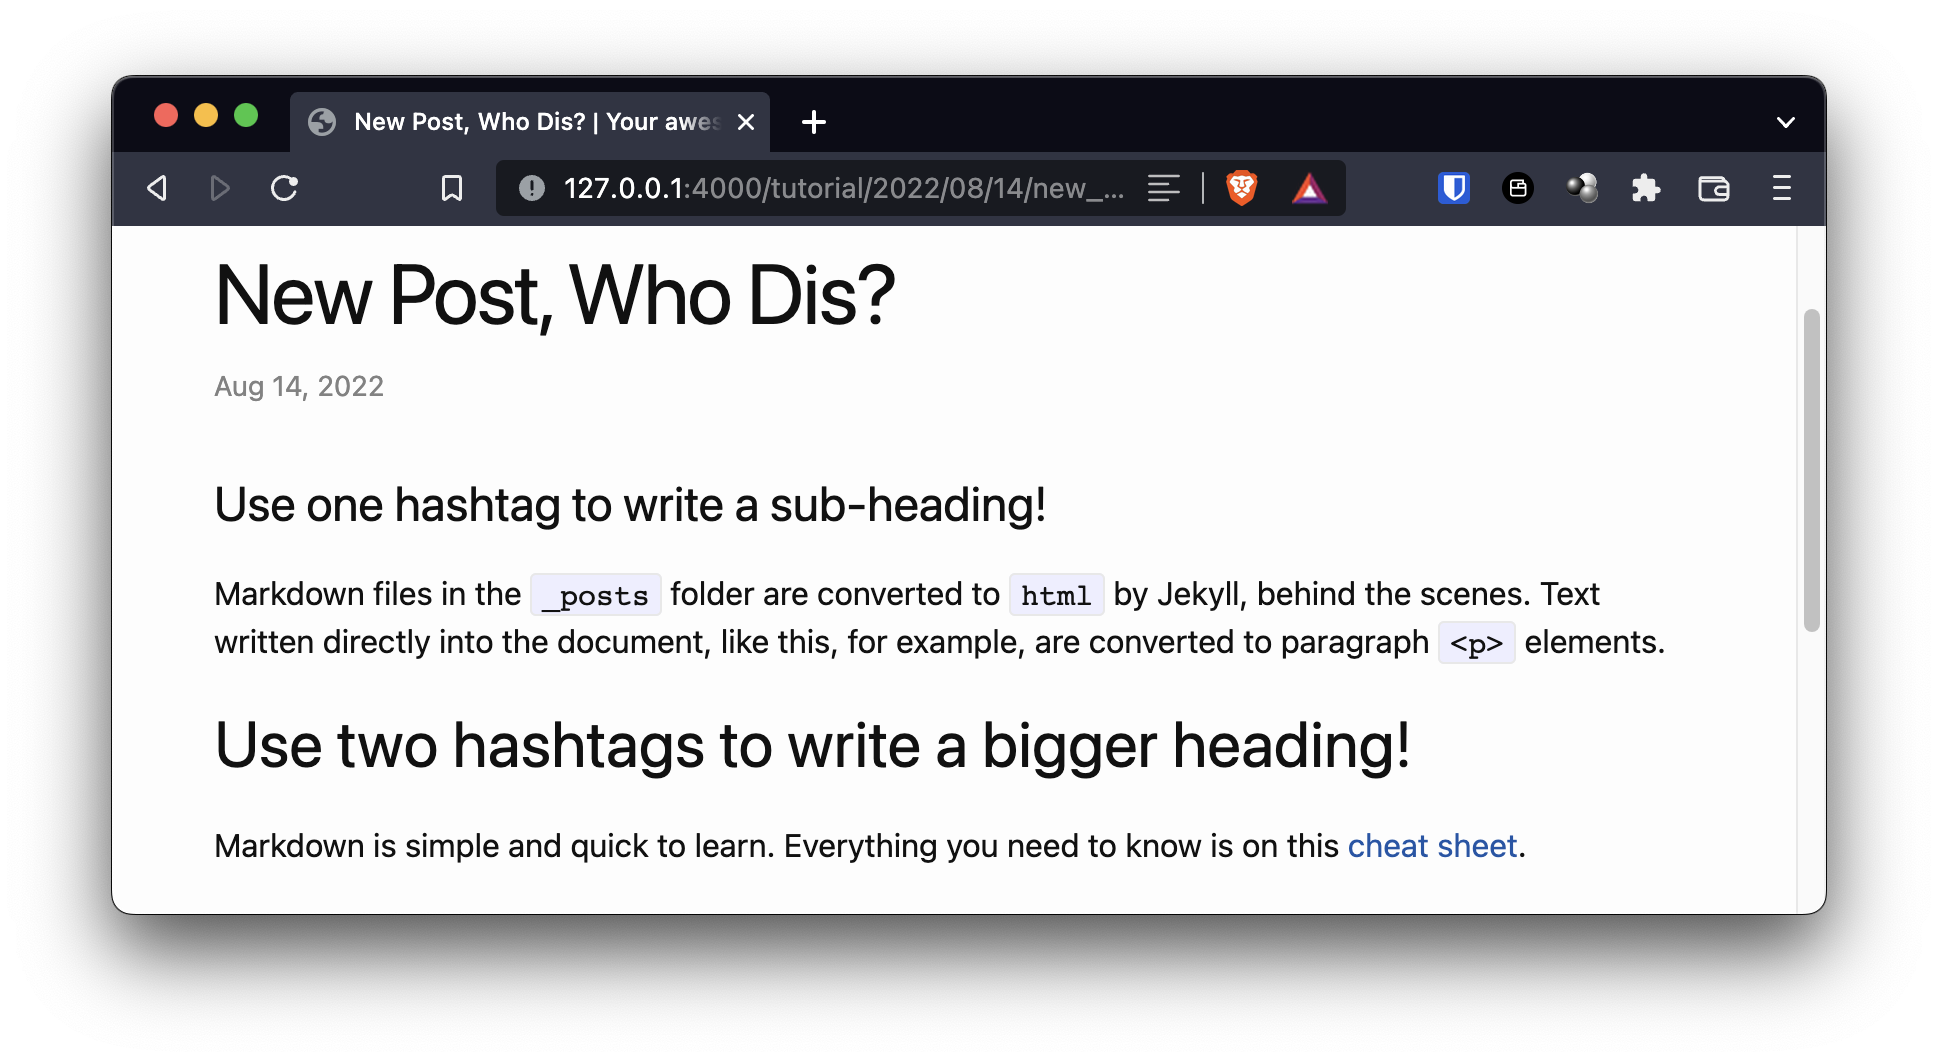 New Post, Who Dis? | Your awes
127.0.0.1:4000/tutorial/2022/08/14/new_...
New Post, Who Dis?
Aug 14, 2022
Use one hashtag to write a sub-heading!
Markdown files in the _posts folder are converted to html by Jekyll, behind the scenes. Text
written directly into the document, like this, for example, are converted to paragraph <p> elements.
Use two hashtags to write a bigger heading!
Markdown is simple and quick to learn. Everything you need to know is on this cheat sheet.